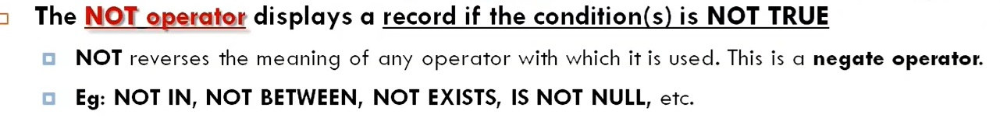 The NOT operator displays a record if the condition(s) is NOT TRUE
NOT reverses the meaning of any operator with which it is used. This is a negate operator.
Eg: NOT IN, NOT BETWEEN, NOT EXISTS, IS NOT NULL, etc.